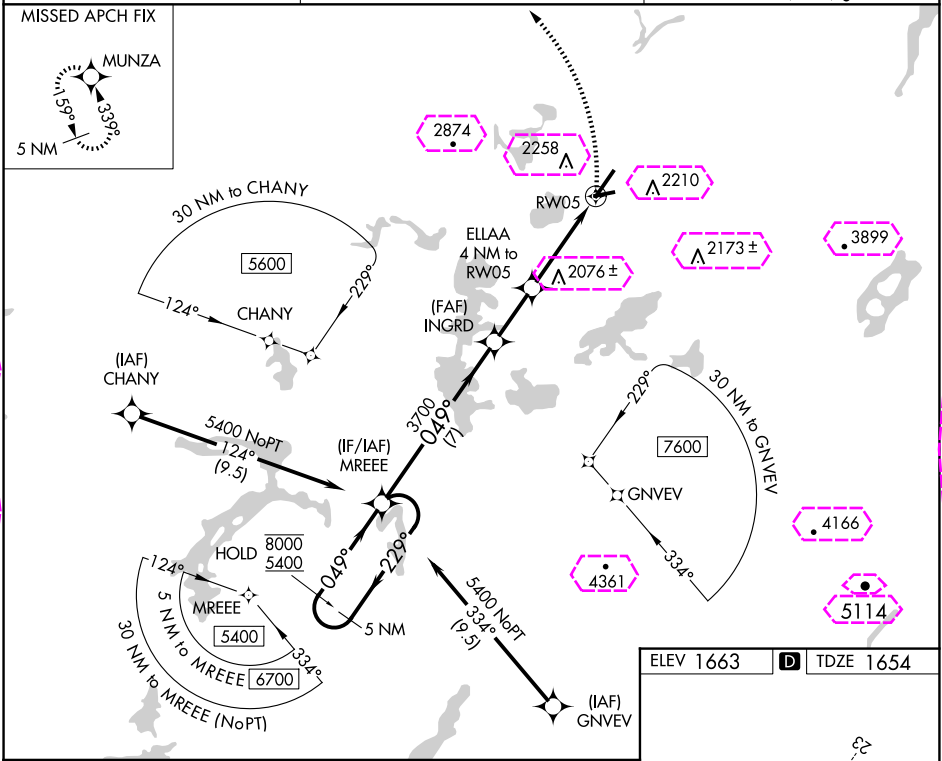 MISSED APCH FIX
MUNZA
159°
339°
5 NM
2874
2258
2210
RW05
3899
2173 ±
30 NM to CHANY
5600
229°
124°
CHANY
ELLAA
4 NM to
RW05
2076 ±
(FAF)
INGRD
(IAF)
CHANY
5400 NoPT
124°
(9.5)
3700
049°
(7)
(IF/IAF)
MREEE
229°
30 NM to GNVEV
7600
GNVEV
334°
4166
HOLD
8000
5400
049°
229°
5 NM
4361
5114
124°
MREEE
5400
5 NM to MREEE
6700
334°
30 NM to MREEE (NoPT)
5400 NoPT
334°
(9.5)
(IAF)
GNVEV
ELEV 1663
D
TDZE 1654
23